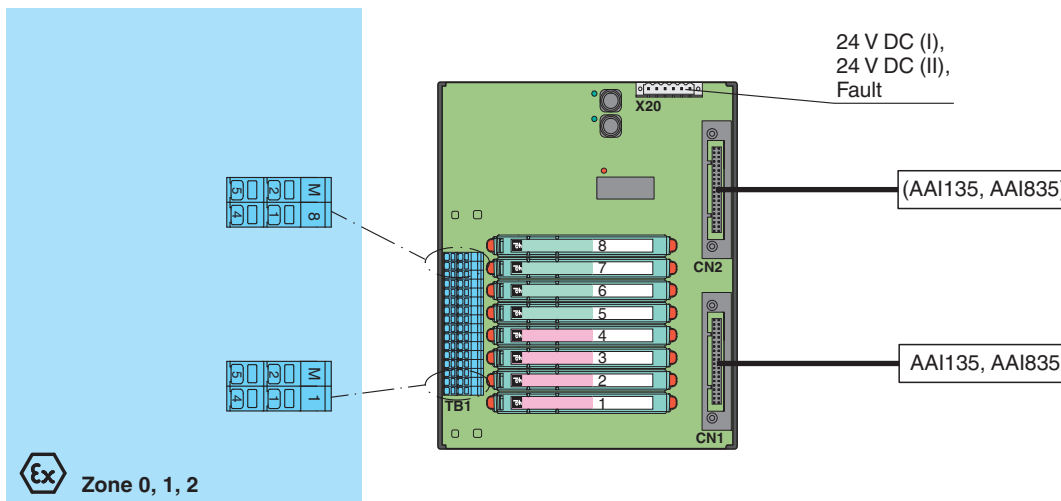 24 V DC (I),
24 V DC (II),
Fault
X20
(AAI135, AAI835)
CN2
5 2 M
4 1 8
8
7
6
5
4
3
2
1
5 2 M
4 1 1
TB1
AAI135, AAI835
CN1
Ex Zone 0, 1, 2